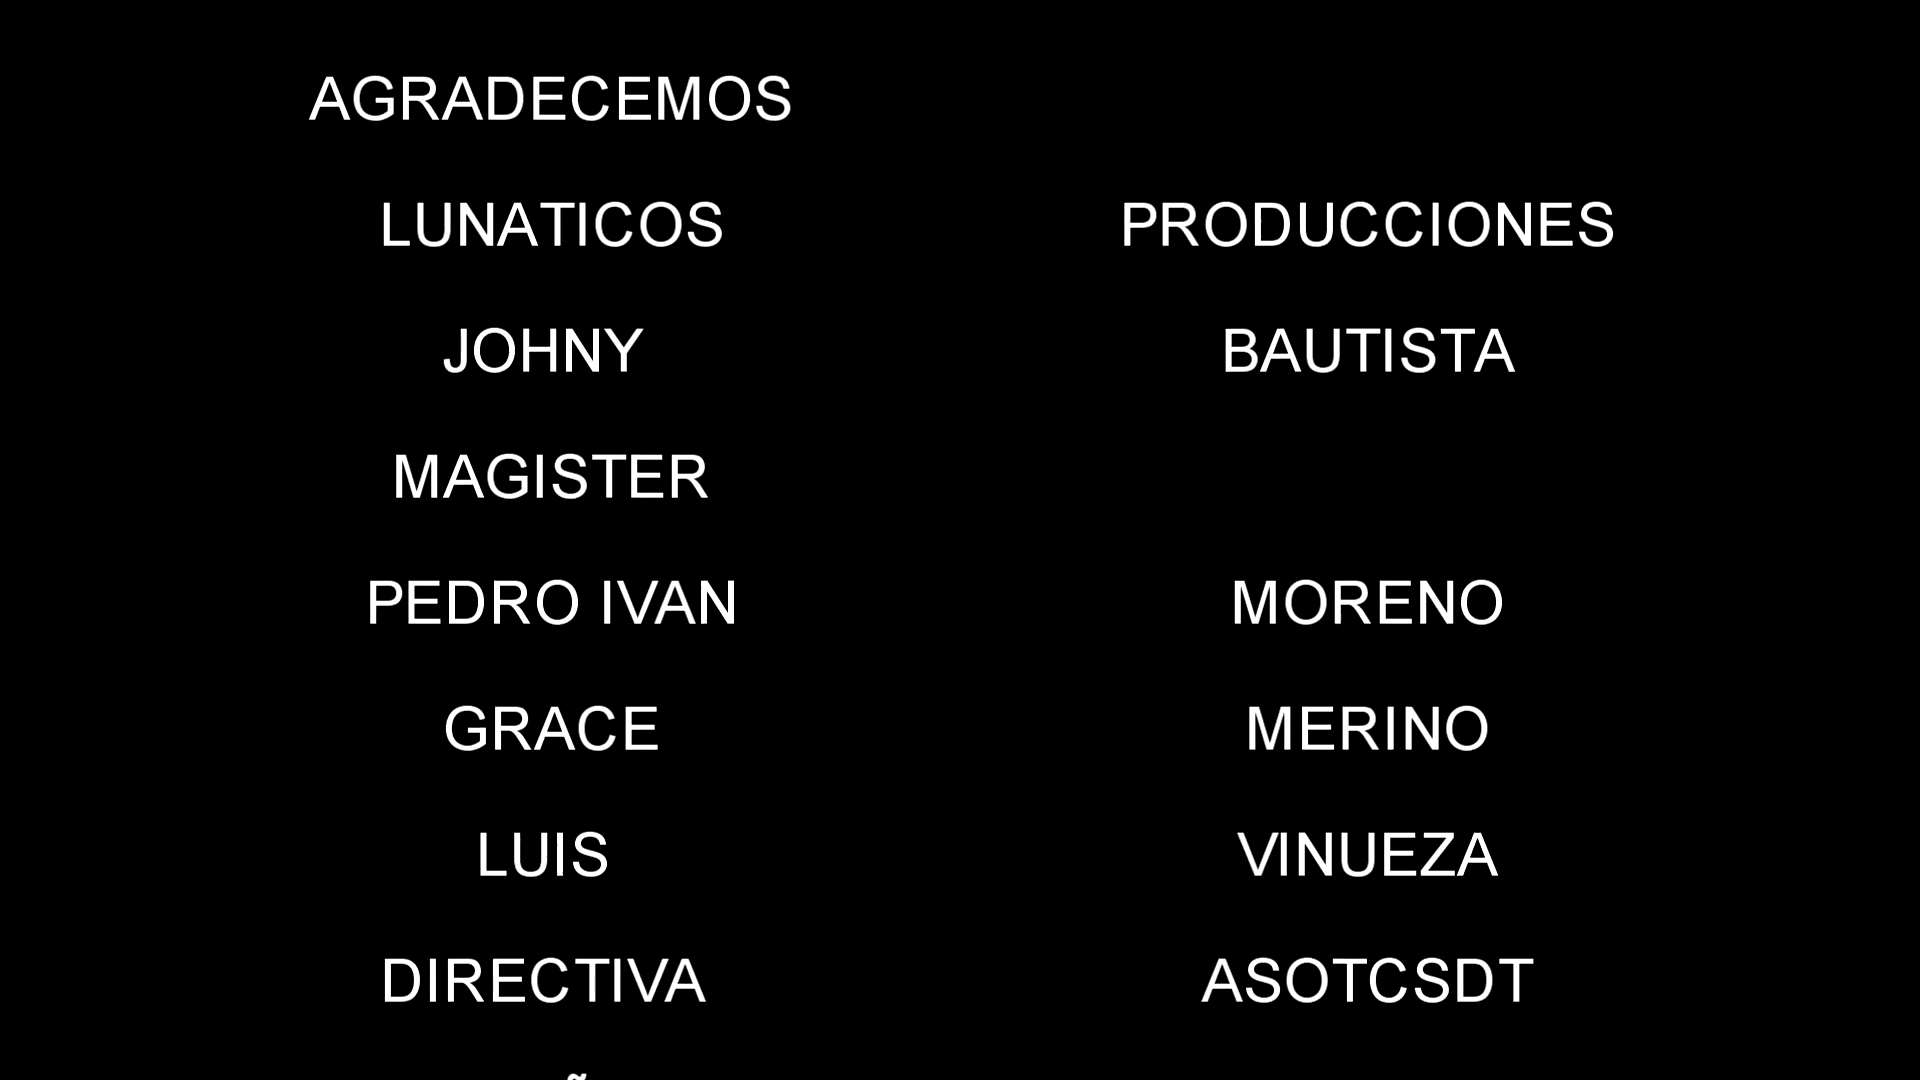 AGRADECEMOS
LUNATICOS PRODUCCIONES
JOHNY BAUTISTA
MAGISTER
PEDRO IVAN MORENO
GRACE MERINO
LUIS VINUEZA
DIRECTIVA ASOTCSDT